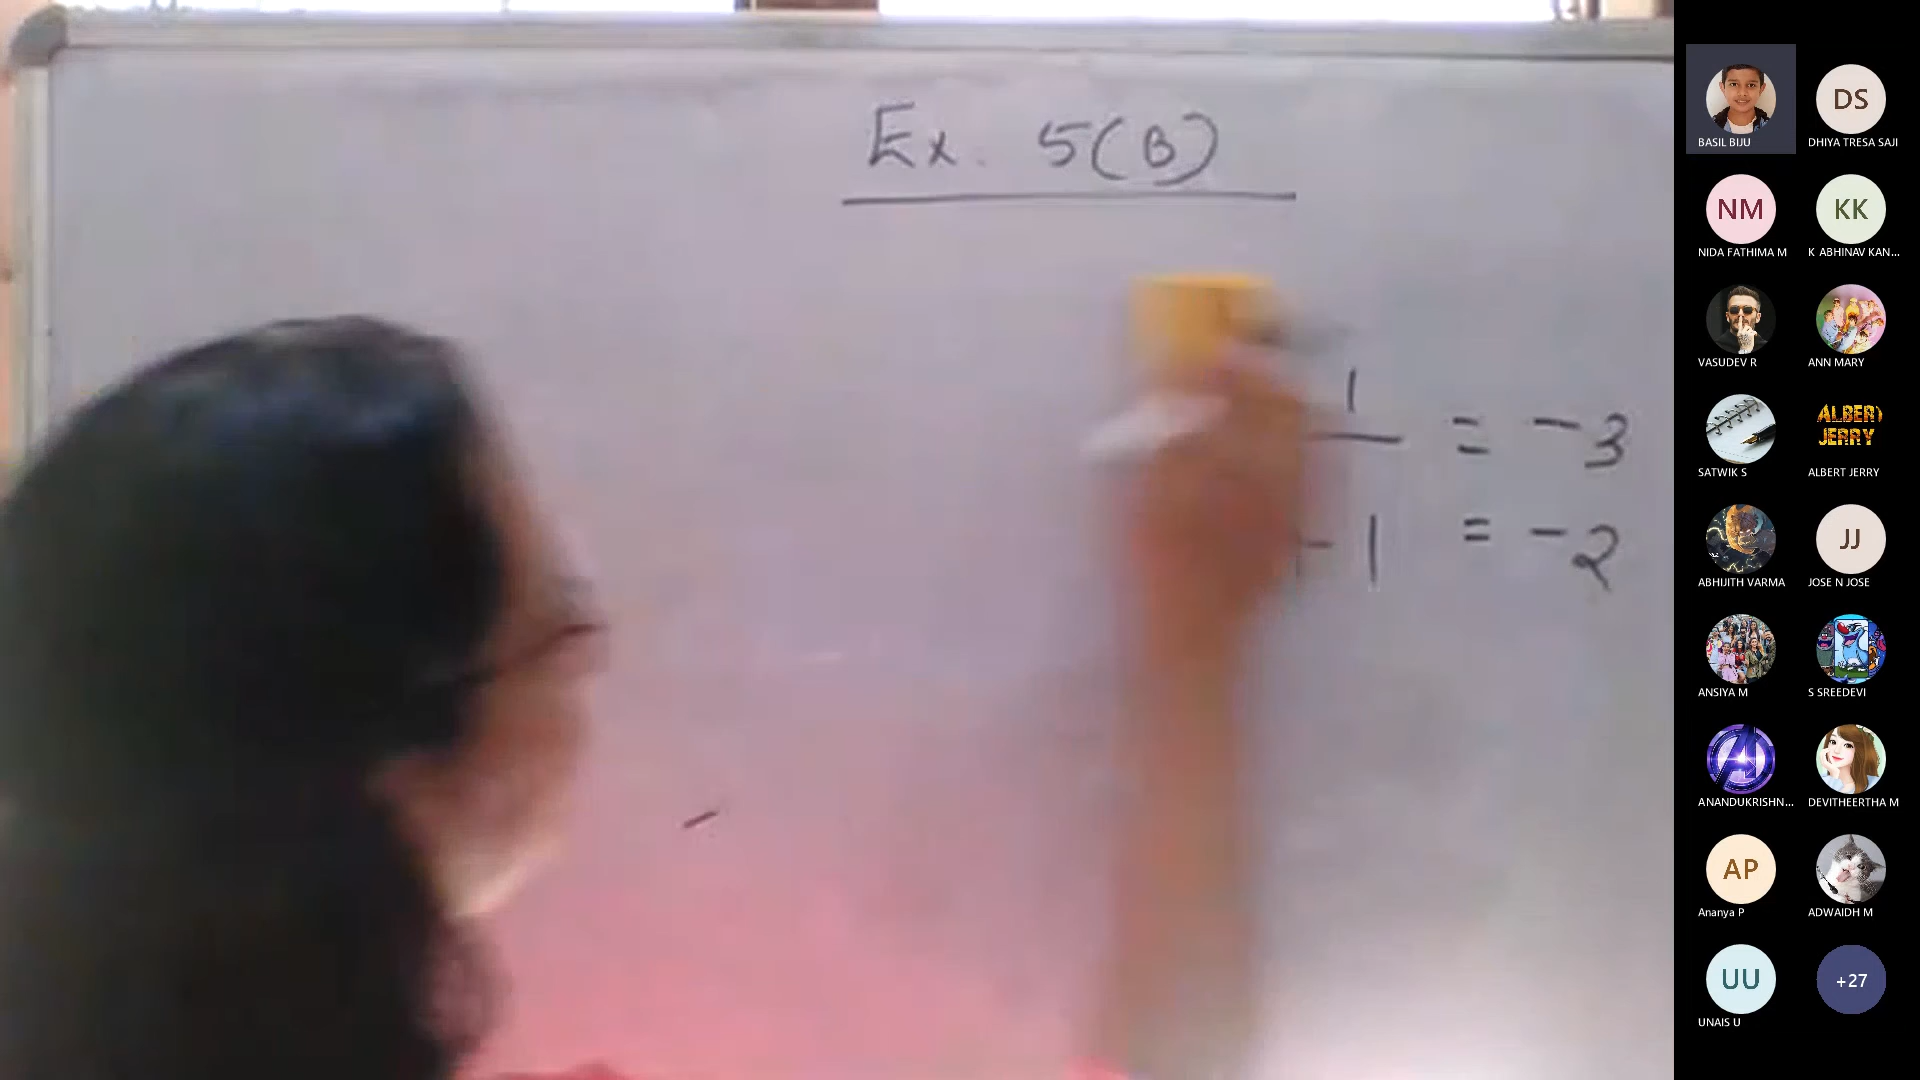 Ex. 5(B)
1 = -3
-1 = -2
BASIL BIJU
DS
DHIYA TRESA SAJI
NM
NIDA FATHIMA M
KK
K ABHINAV KAN...
VASUDEV R
ANN MARY
SATWIK S
ALBERT
JERRY
ALBERT JERRY
ABHIJITH VARMA
JJ
JOSE N JOSE
ANSIYA M
S SREEDEVI
ANANDUKRISHN...
DEVITHEERTHA M
AP
Ananya P
ADWAIDH M
UU
UNAIS U
+27